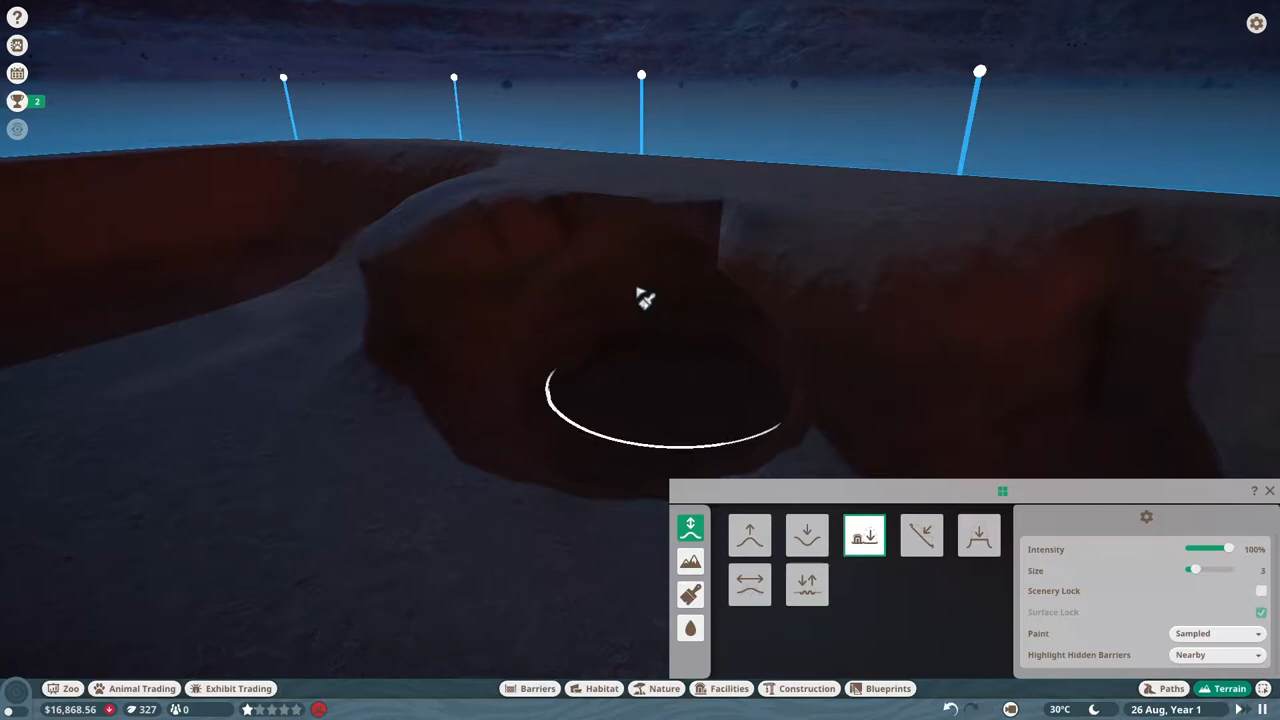 ?
2
? ×
Intensity 100%
Size 3
Scenery Lock
Surface Lock
Paint Sampled
Highlight Hidden Barriers Nearby
Zoo Animal Trading Exhibit Trading Barriers Habitat Nature Facilities Construction Blueprints Paths Terrain
$16,868.56 327 0 30°C 26 Aug, Year 1